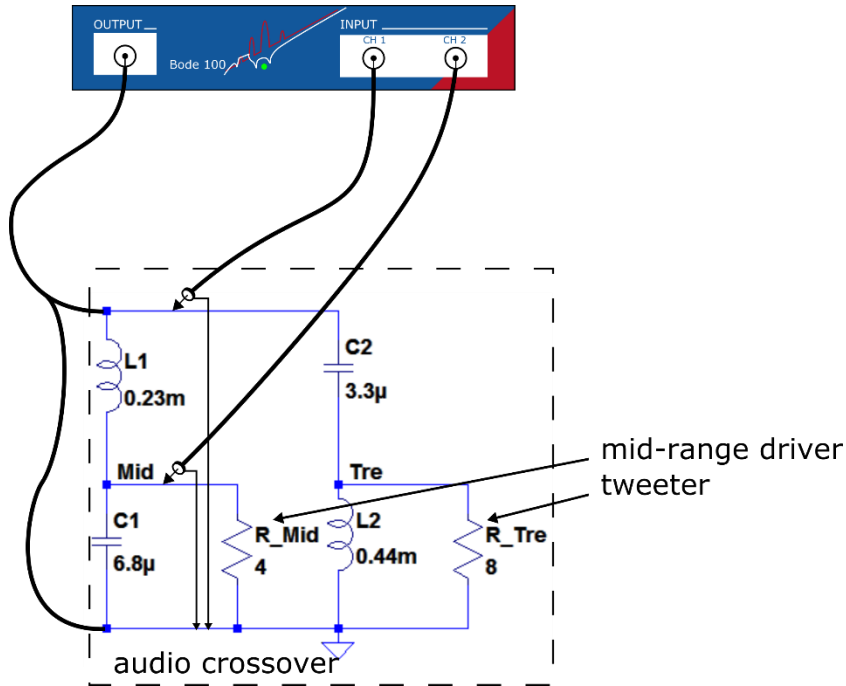 OUTPUT
INPUT
CH 1
CH 2
Bode 100
L1
0.23m
C2
3.3µ
Mid
Tre
mid-range driver
tweeter
C1
6.8µ
R_Mid
4
L2
0.44m
R_Tre
8
audio crossover